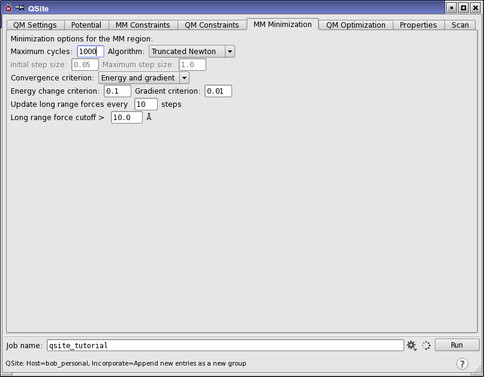 QSite
QM Settings Potential MM Constraints QM Constraints MM Minimization QM Optimization Properties Scan
Minimization options for the MM region:
Maximum cycles: 1000 Algorithm: Truncated Newton
Initial step size: 0.05 Maximum step size: 1.0
Convergence criterion: Energy and gradient
Energy change criterion: 0.1 Gradient criterion: 0.01
Update long range forces every 10 steps
Long range force cutoff > 10.0 Å
Job name: qsite_tutorial Run
QSite: Host=bob_personal, Incorporate=Append new entries as a new group ?